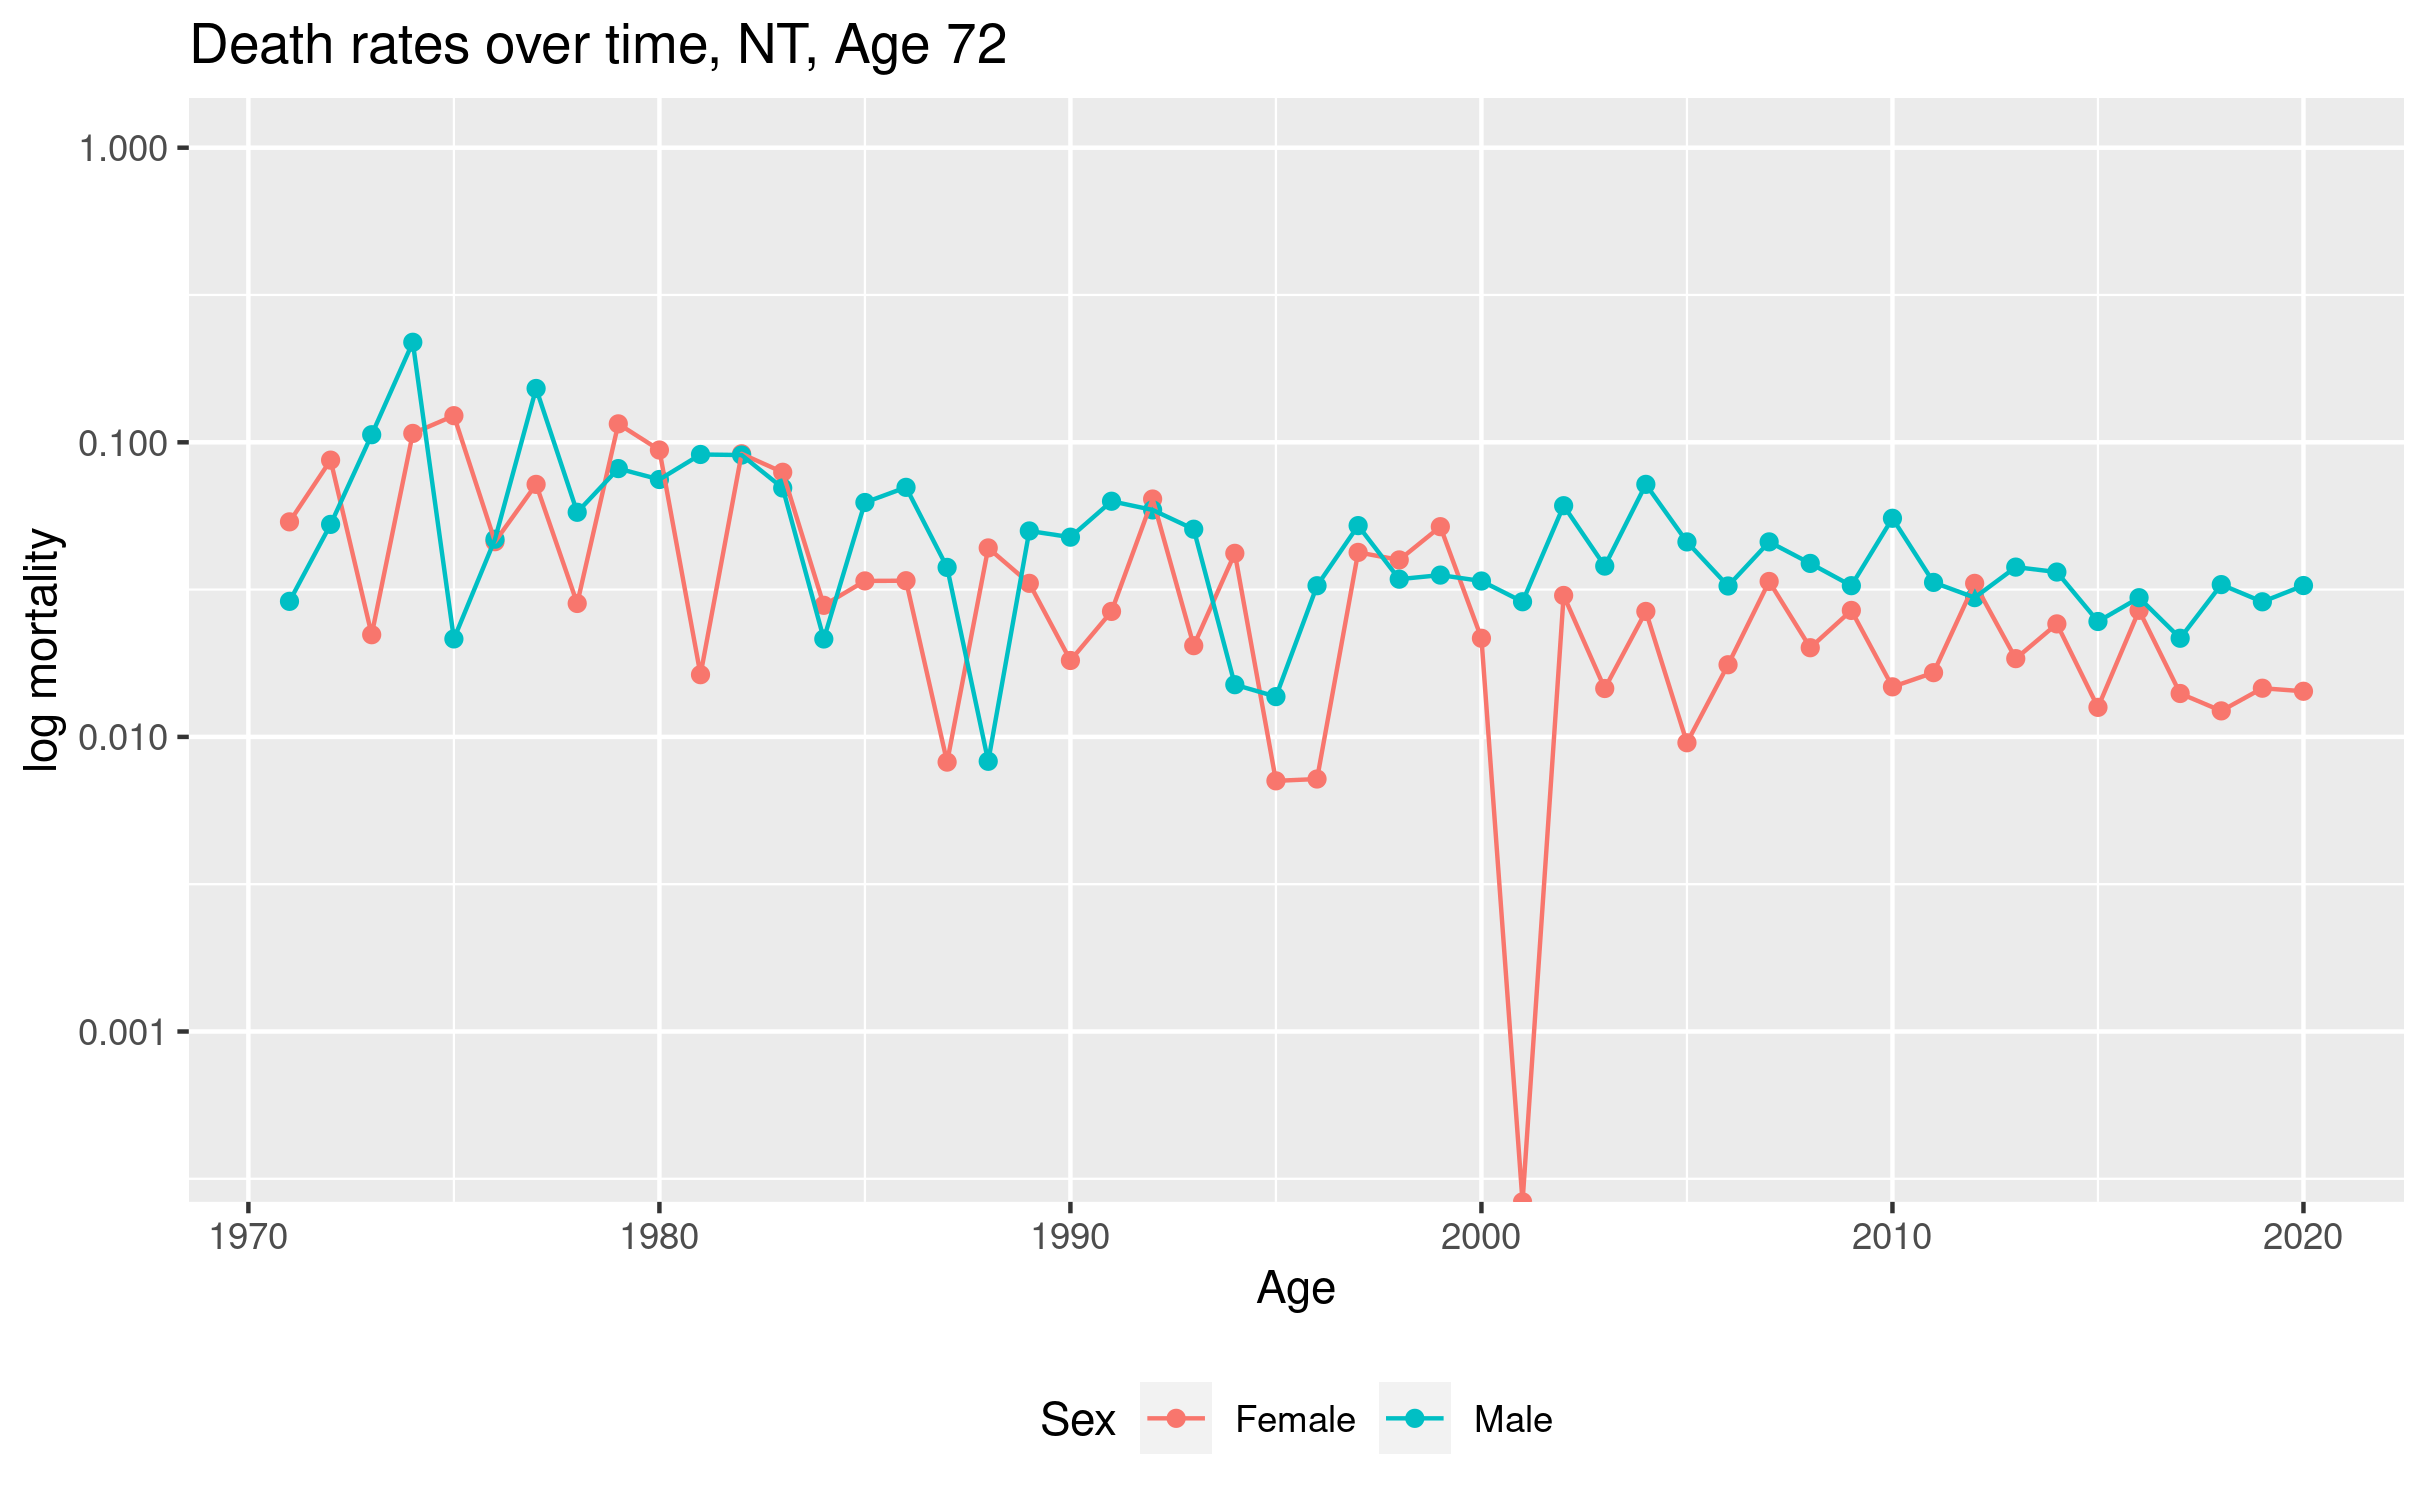 Death rates over time, NT, Age 72
1.000
0.100
0.010
0.001
log mortality
1970 1980 1990 2000 2010 2020
Age
Sex Female Male